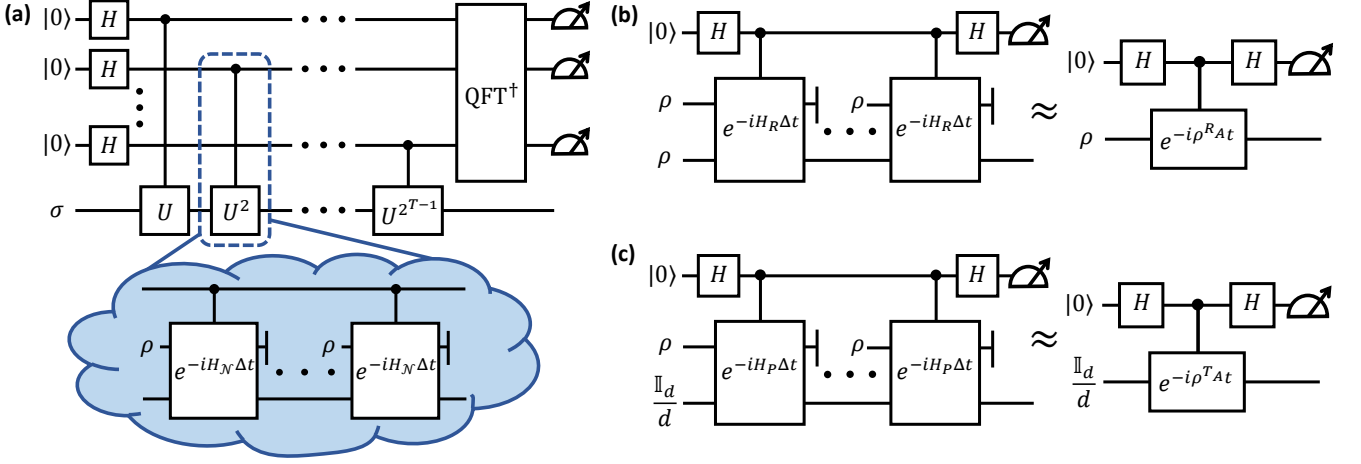 (a)
|0⟩ H
|0⟩ H
|0⟩ H
QFT†
σ U U² U^{2^{T−1}}
ρ e^{−iH_𝒩Δt} ρ e^{−iH_𝒩Δt}
(b)
|0⟩ H H
ρ e^{−iH_RΔt} ρ e^{−iH_RΔt}
ρ
≈
|0⟩ H H
ρ e^{−iρ^{R_A}t}
(c)
|0⟩ H H
ρ e^{−iH_PΔt} ρ e^{−iH_PΔt}
𝕀_d
d
≈
|0⟩ H H
𝕀_d
d
e^{−iρ^{T_A}t}